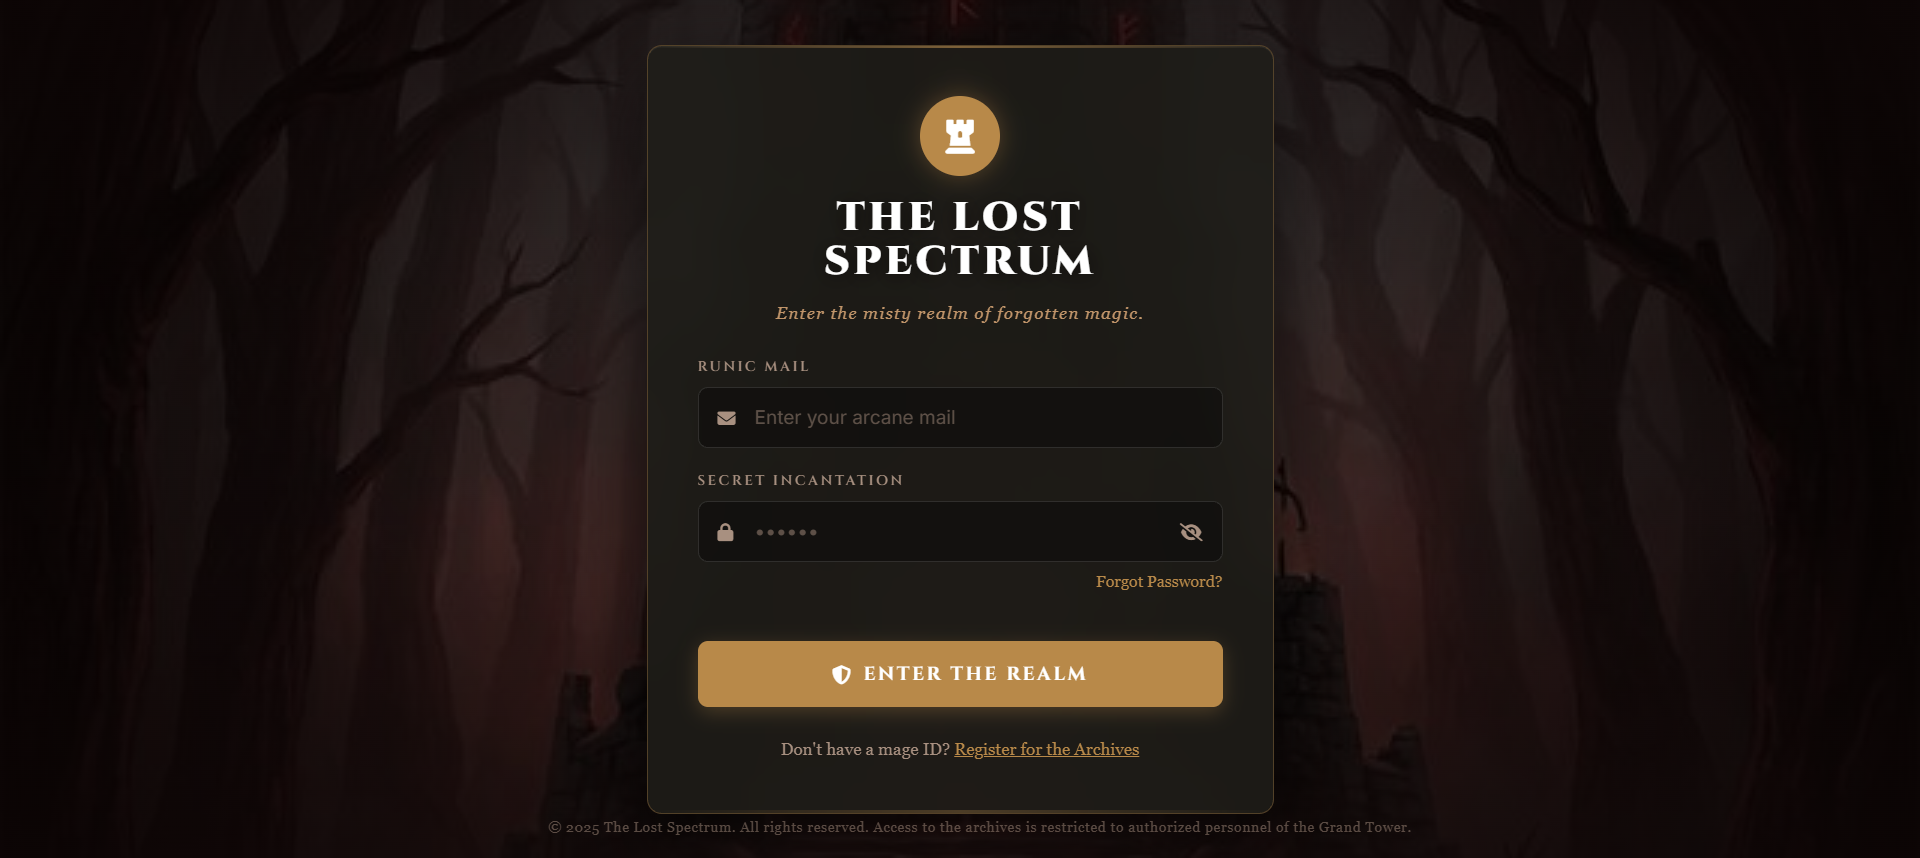 THE LOST
SPECTRUM
Enter the misty realm of forgotten magic.
RUNIC MAIL
Enter your arcane mail
SECRET INCANTATION
••••••
Forgot Password?
ENTER THE REALM
Don't have a mage ID? Register for the Archives
© 2025 The Lost Spectrum. All rights reserved. Access to the archives is restricted to authorized personnel of the Grand Tower.